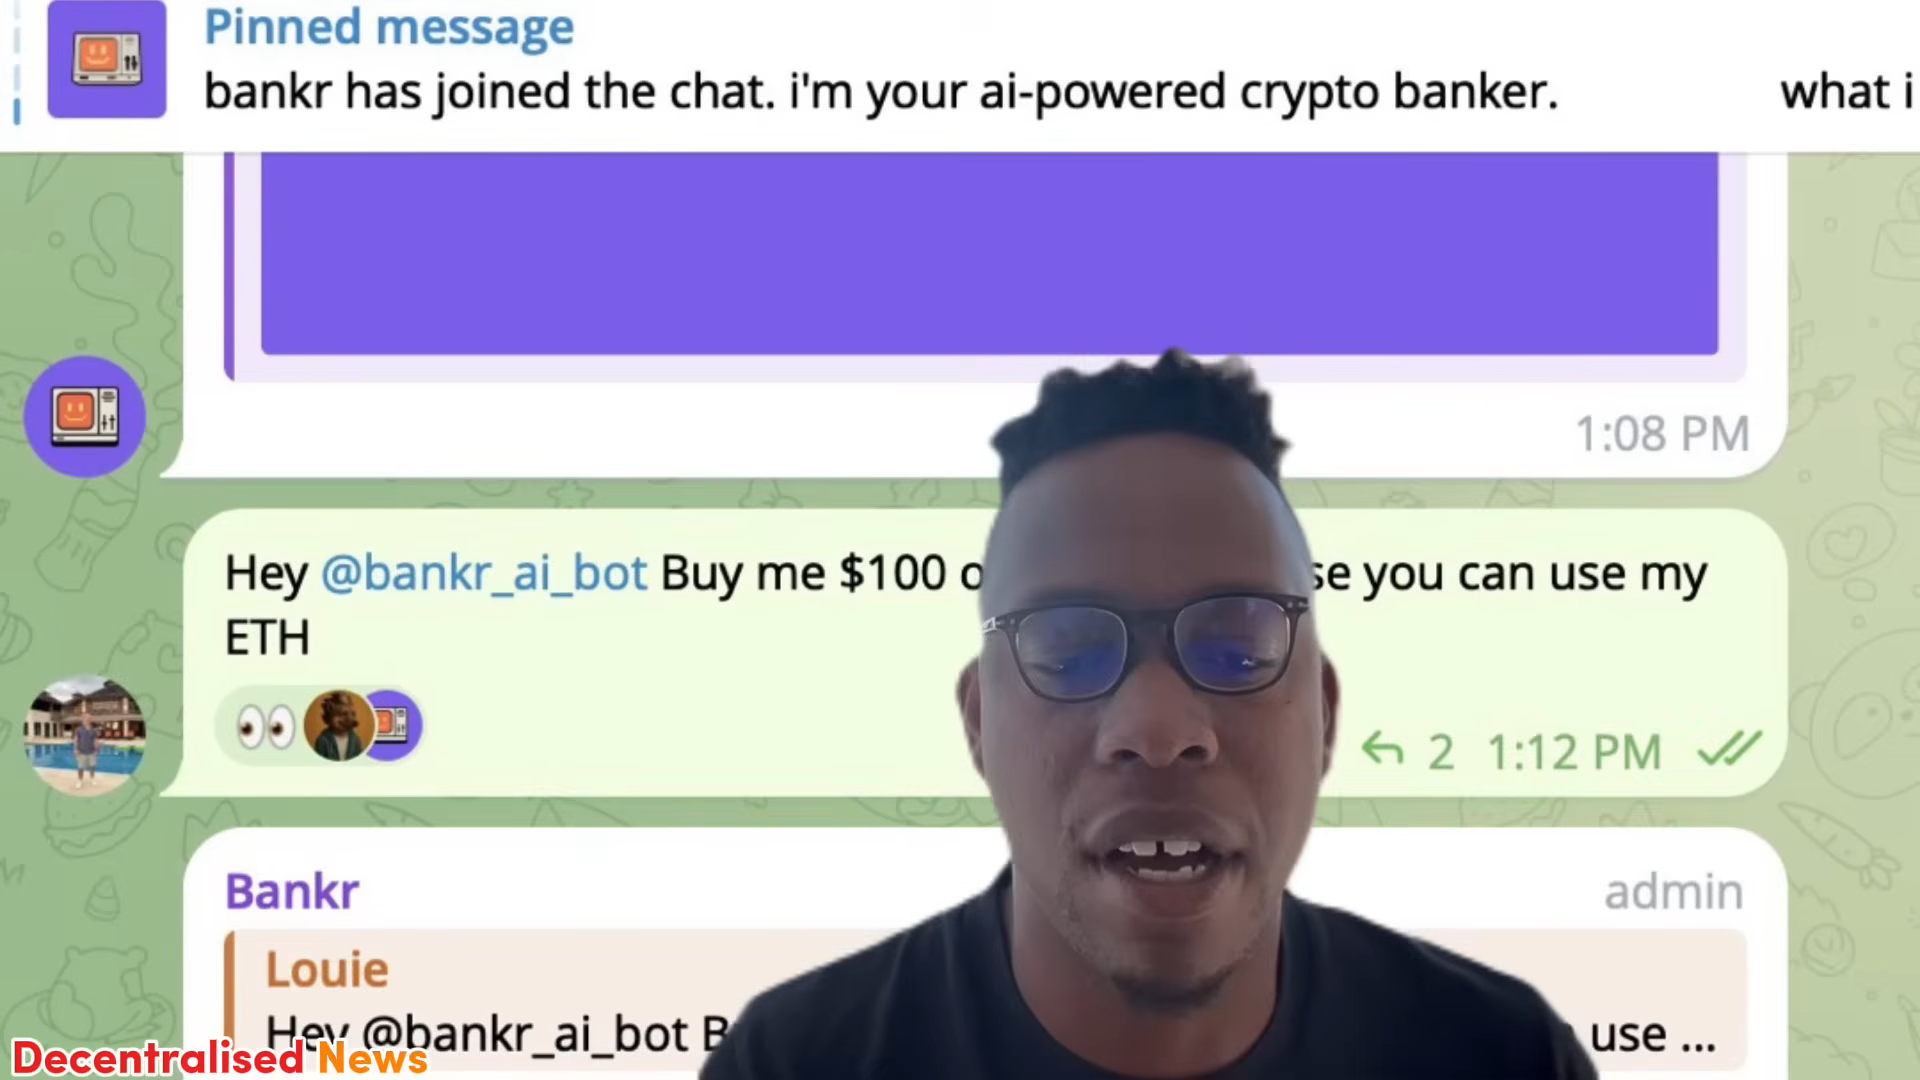 Pinned message
bankr has joined the chat. i'm your ai-powered crypto banker. what i
1:08 PM
Hey @bankr_ai_bot Buy me $100 you can use my
ETH
2 1:12 PM
Bankr admin
Louie
Hey @bankr_ai_bot use ...
Decentralised News